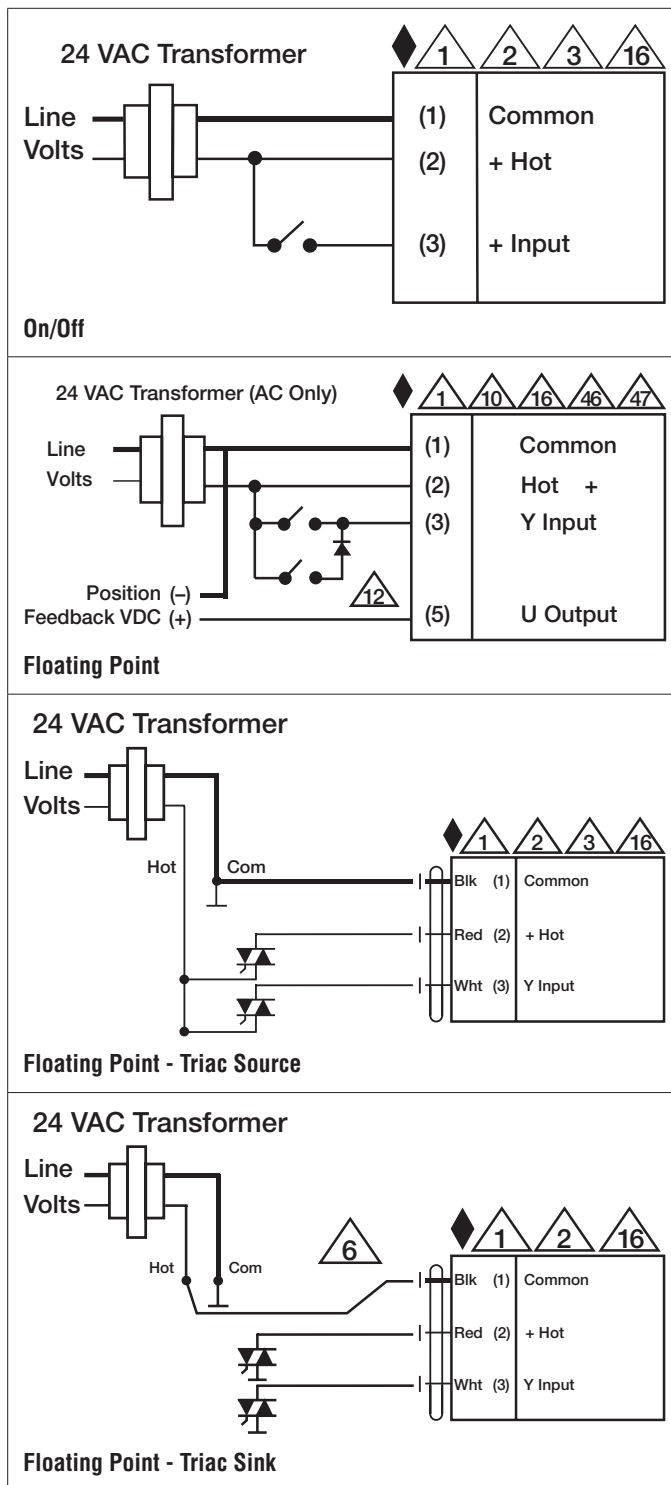 24 VAC Transformer
1 2 3 16
Line
Volts
(1) Common
(2) + Hot
(3) + Input
On/Off
24 VAC Transformer (AC Only)
1 10 16 46 47
Line
Volts
(1) Common
(2) Hot +
(3) Y Input
12
Position (–)
Feedback VDC (+)
(5) U Output
Floating Point
24 VAC Transformer
Line
Volts
1 2 3 16
Hot Com
Blk (1) Common
Red (2) + Hot
Wht (3) Y Input
Floating Point - Triac Source
24 VAC Transformer
Line
Volts
1 2 16
6
Hot Com
Blk (1) Common
Red (2) + Hot
Wht (3) Y Input
Floating Point - Triac Sink